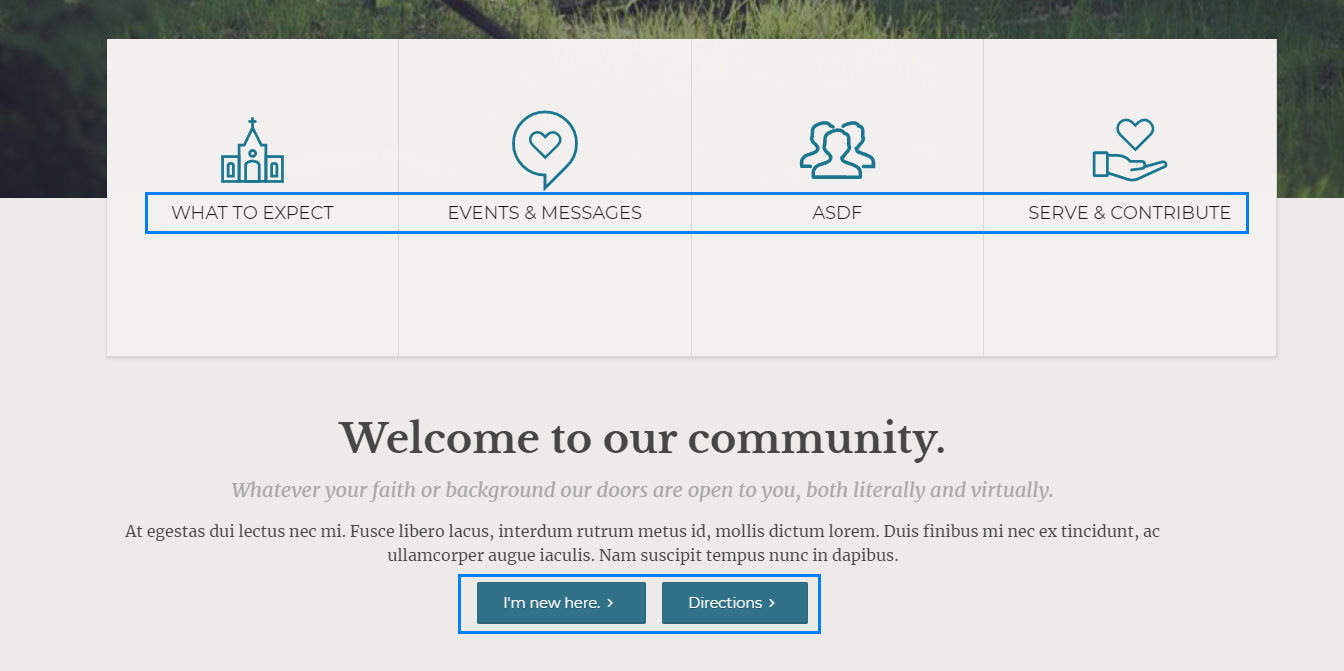 WHAT TO EXPECT
EVENTS & MESSAGES
ASDF
SERVE & CONTRIBUTE
Welcome to our community.
Whatever your faith or background our doors are open to you, both literally and virtually.
At egestas dui lectus nec mi. Fusce libero lacus, interdum rutrum metus id, mollis dictum lorem. Duis finibus mi nec ex tincidunt, ac
ullamcorper augue iaculis. Nam suscipit tempus nunc in dapibus.
I'm new here. ›
Directions ›